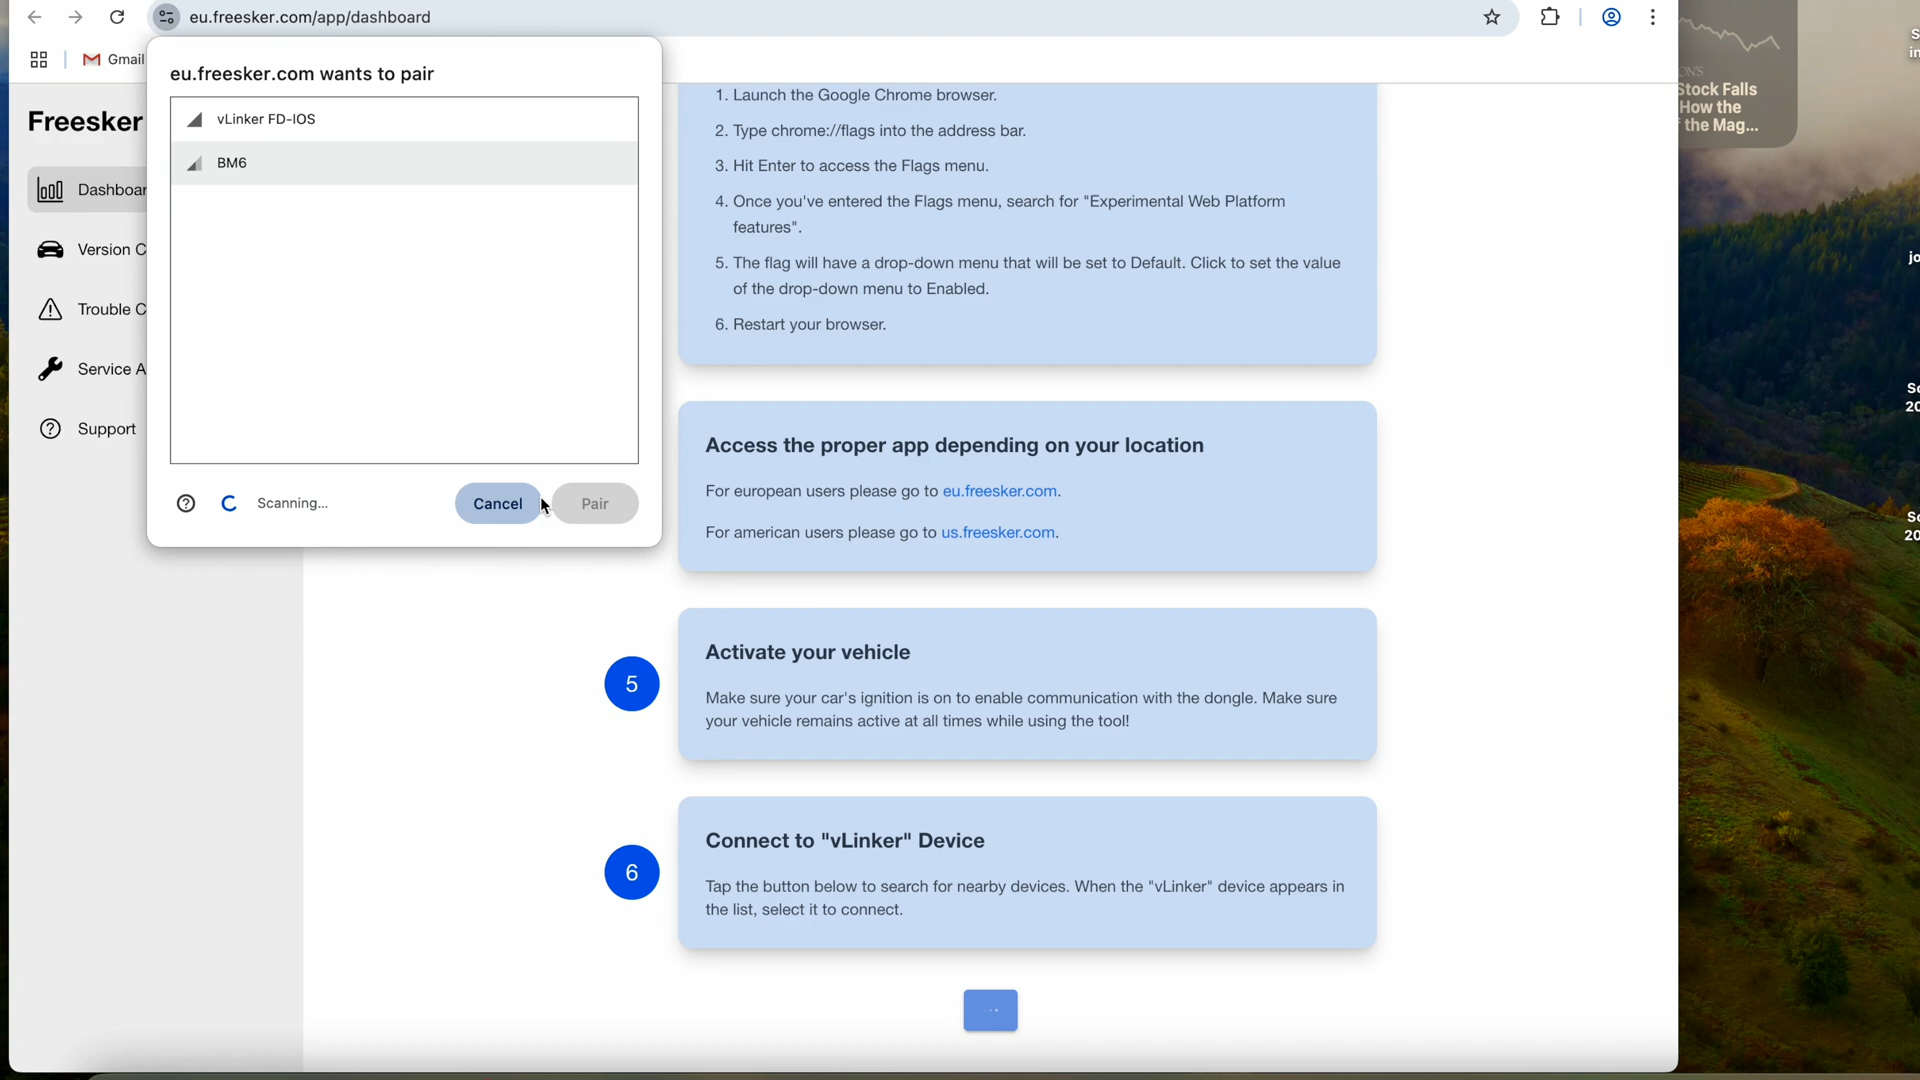 eu.freesker.com/app/dashboard
Gmail
eu.freesker.com wants to pair
vLinker FD-IOS
BM6
Scanning...
Cancel
Pair
Freesker
Dashboar
Version C
Trouble C
Service A
Support
1. Launch the Google Chrome browser.
2. Type chrome://flags into the address bar.
3. Hit Enter to access the Flags menu.
4. Once you've entered the Flags menu, search for "Experimental Web Platform
features".
5. The flag will have a drop-down menu that will be set to Default. Click to set the value
of the drop-down menu to Enabled.
6. Restart your browser.
Access the proper app depending on your location
For european users please go to eu.freesker.com.
For american users please go to us.freesker.com.
5
Activate your vehicle
Make sure your car's ignition is on to enable communication with the dongle. Make sure
your vehicle remains active at all times while using the tool!
6
Connect to "vLinker" Device
Tap the button below to search for nearby devices. When the "vLinker" device appears in
the list, select it to connect.
ON'S
Stock Falls
How the
the Mag...
S
in
jo
Sc
20
Sc
20